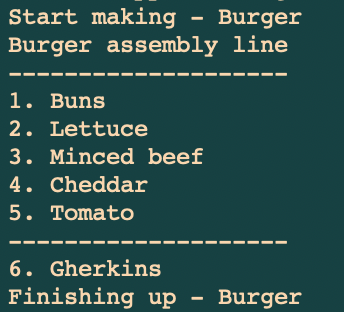 Start making - Burger
Burger assembly line
--------------------
1. Buns
2. Lettuce
3. Minced beef
4. Cheddar
5. Tomato
--------------------
6. Gherkins
Finishing up - Burger